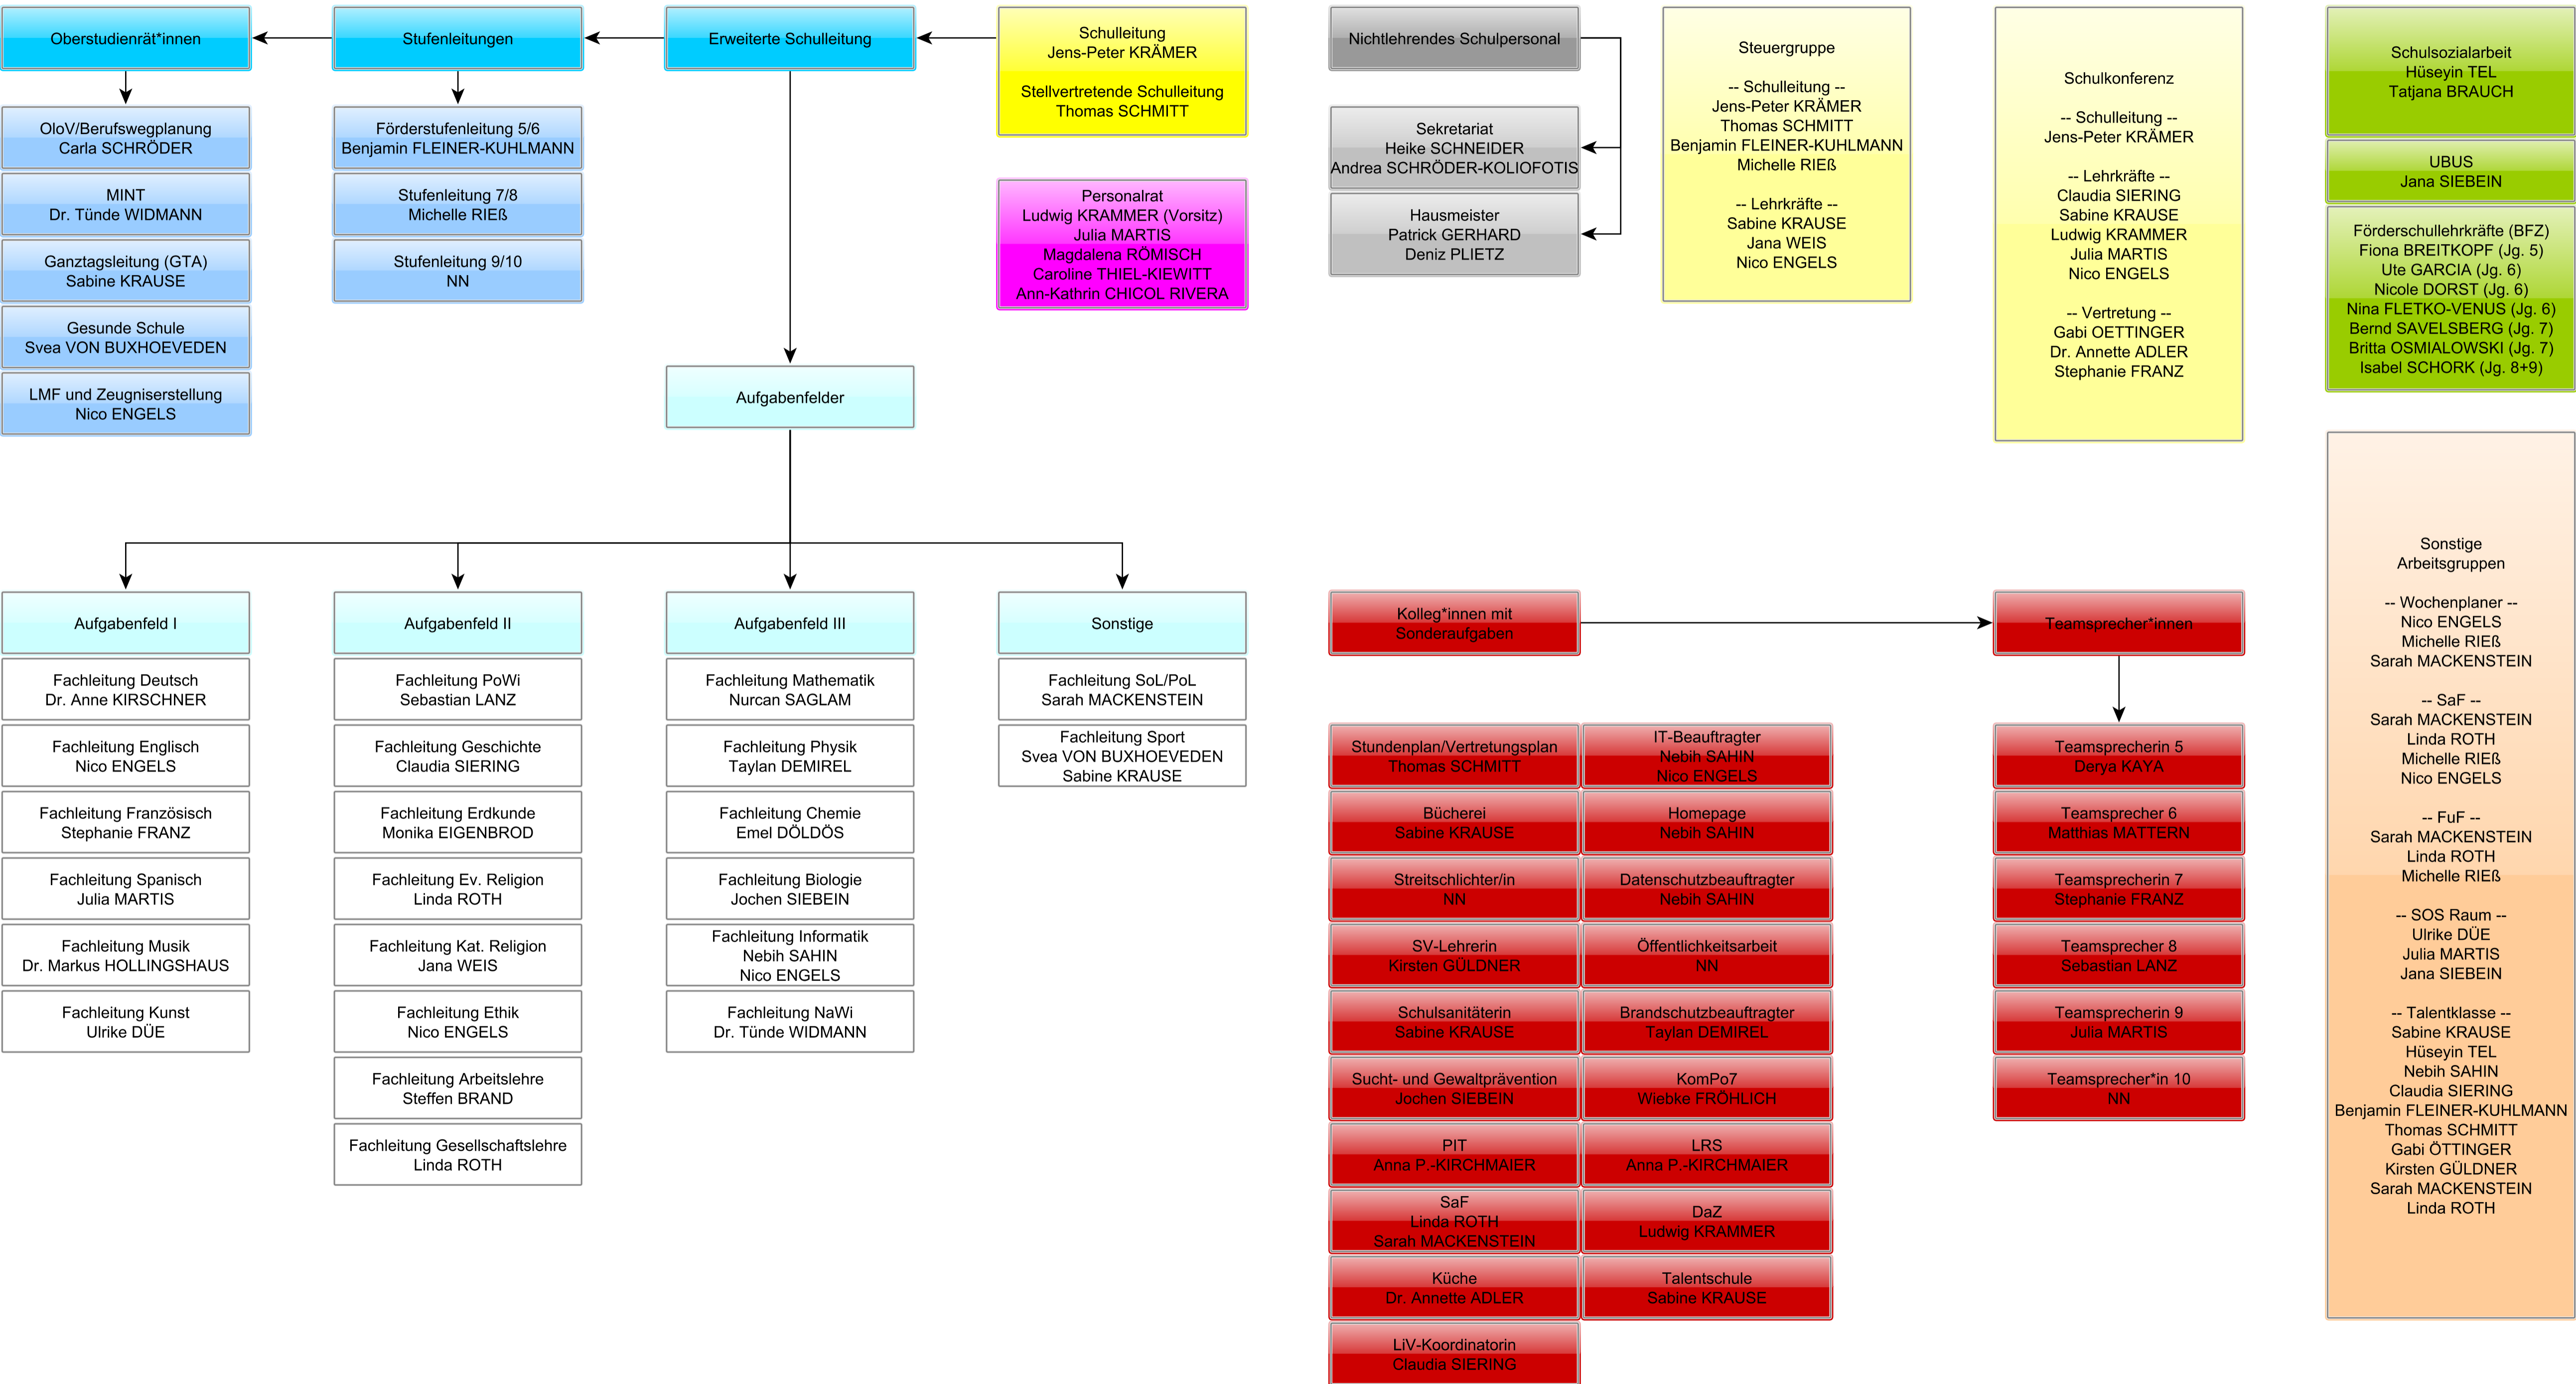 Oberstudienrät*innen
OloV/Berufswegplanung
Carla SCHRÖDER
MINT
Dr. Tünde WIDMANN
Ganztagsleitung (GTA)
Sabine KRAUSE
Gesunde Schule
Svea VON BUXHOEVEDEN
LMF und Zeugniserstellung
Nico ENGELS
Stufenleitungen
Förderstufenleitung 5/6
Benjamin FLEINER-KUHLMANN
Stufenleitung 7/8
Michelle RIEß
Stufenleitung 9/10
NN
Erweiterte Schulleitung
Schulleitung
Jens-Peter KRÄMER
Stellvertretende Schulleitung
Thomas SCHMITT
Personalrat
Ludwig KRAMMER (Vorsitz)
Julia MARTIS
Magdalena RÖMISCH
Caroline THIEL-KIEWITT
Ann-Kathrin CHICOL RIVERA
Nichtlehrendes Schulpersonal
Sekretariat
Heike SCHNEIDER
Andrea SCHRÖDER-KOLIOFOTIS
Hausmeister
Patrick GERHARD
Deniz PLIETZ
Steuergruppe
-- Schulleitung --
Jens-Peter KRÄMER
Thomas SCHMITT
Benjamin FLEINER-KUHLMANN
Michelle RIEß
-- Lehrkräfte --
Sabine KRAUSE
Jana WEIS
Nico ENGELS
Schulkonferenz
-- Schulleitung --
Jens-Peter KRÄMER
-- Lehrkräfte --
Claudia SIERING
Sabine KRAUSE
Ludwig KRAMMER
Julia MARTIS
Nico ENGELS
-- Vertretung --
Gabi OETTINGER
Dr. Annette ADLER
Stephanie FRANZ
Schulsozialarbeit
Hüseyin TEL
Tatjana BRAUCH
UBUS
Jana SIEBEIN
Förderschullehrkräfte (BFZ)
Fiona BREITKOPF (Jg. 5)
Ute GARCIA (Jg. 6)
Nicole DORST (Jg. 6)
Nina FLETKO-VENUS (Jg. 6)
Bernd SAVELSBERG (Jg. 7)
Britta OSMIALOWSKI (Jg. 7)
Isabel SCHORK (Jg. 8+9)
Aufgabenfelder
Aufgabenfeld I
Fachleitung Deutsch
Dr. Anne KIRSCHNER
Fachleitung Englisch
Nico ENGELS
Fachleitung Französisch
Stephanie FRANZ
Fachleitung Spanisch
Julia MARTIS
Fachleitung Musik
Dr. Markus HOLLINGSHAUS
Fachleitung Kunst
Ulrike DÜE
Aufgabenfeld II
Fachleitung PoWi
Sebastian LANZ
Fachleitung Geschichte
Claudia SIERING
Fachleitung Erdkunde
Monika EIGENBROD
Fachleitung Ev. Religion
Linda ROTH
Fachleitung Kat. Religion
Jana WEIS
Fachleitung Ethik
Nico ENGELS
Fachleitung Arbeitslehre
Steffen BRAND
Fachleitung Gesellschaftslehre
Linda ROTH
Aufgabenfeld III
Fachleitung Mathematik
Nurcan SAGLAM
Fachleitung Physik
Taylan DEMIREL
Fachleitung Chemie
Emel DÖLDÖS
Fachleitung Biologie
Jochen SIEBEIN
Fachleitung Informatik
Nebih SAHIN
Nico ENGELS
Fachleitung NaWi
Dr. Tünde WIDMANN
Sonstige
Fachleitung SoL/PoL
Sarah MACKENSTEIN
Fachleitung Sport
Svea VON BUXHOEVEDEN
Sabine KRAUSE
Kolleg*innen mit
Sonderaufgaben
Stundenplan/Vertretungsplan
Thomas SCHMITT
Bücherei
Sabine KRAUSE
Streitschlichter/in
NN
SV-Lehrerin
Kirsten GÜLDNER
Schulsanitäterin
Sabine KRAUSE
Sucht- und Gewaltprävention
Jochen SIEBEIN
PIT
Anna P.-KIRCHMAIER
SaF
Linda ROTH
Sarah MACKENSTEIN
Küche
Dr. Annette ADLER
LiV-Koordinatorin
Claudia SIERING
IT-Beauftragter
Nebih SAHIN
Nico ENGELS
Homepage
Nebih SAHIN
Datenschutzbeauftragter
Nebih SAHIN
Öffentlichkeitsarbeit
NN
Brandschutzbeauftragter
Taylan DEMIREL
KomPo7
Wiebke FRÖHLICH
LRS
Anna P.-KIRCHMAIER
DaZ
Ludwig KRAMMER
Talentschule
Sabine KRAUSE
Teamsprecher*innen
Teamsprecherin 5
Derya KAYA
Teamsprecher 6
Matthias MATTERN
Teamsprecherin 7
Stephanie FRANZ
Teamsprecher 8
Sebastian LANZ
Teamsprecherin 9
Julia MARTIS
Teamsprecher*in 10
NN
Sonstige
Arbeitsgruppen
-- Wochenplaner --
Nico ENGELS
Michelle RIEß
Sarah MACKENSTEIN
-- SaF --
Sarah MACKENSTEIN
Linda ROTH
Michelle RIEß
Nico ENGELS
-- FuF --
Sarah MACKENSTEIN
Linda ROTH
Michelle RIEß
-- SOS Raum --
Ulrike DÜE
Julia MARTIS
Jana SIEBEIN
-- Talentklasse --
Sabine KRAUSE
Hüseyin TEL
Nebih SAHIN
Claudia SIERING
Benjamin FLEINER-KUHLMANN
Thomas SCHMITT
Gabi ÖTTINGER
Kirsten GÜLDNER
Sarah MACKENSTEIN
Linda ROTH